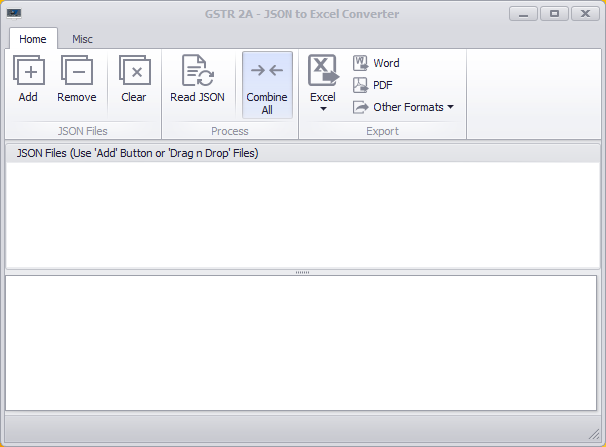 GSTR 2A - JSON to Excel Converter
Home Misc
Add Remove Clear Read JSON Combine All Excel Word
PDF
Other Formats
JSON Files Process Export
JSON Files (Use 'Add' Button or 'Drag n Drop' Files)